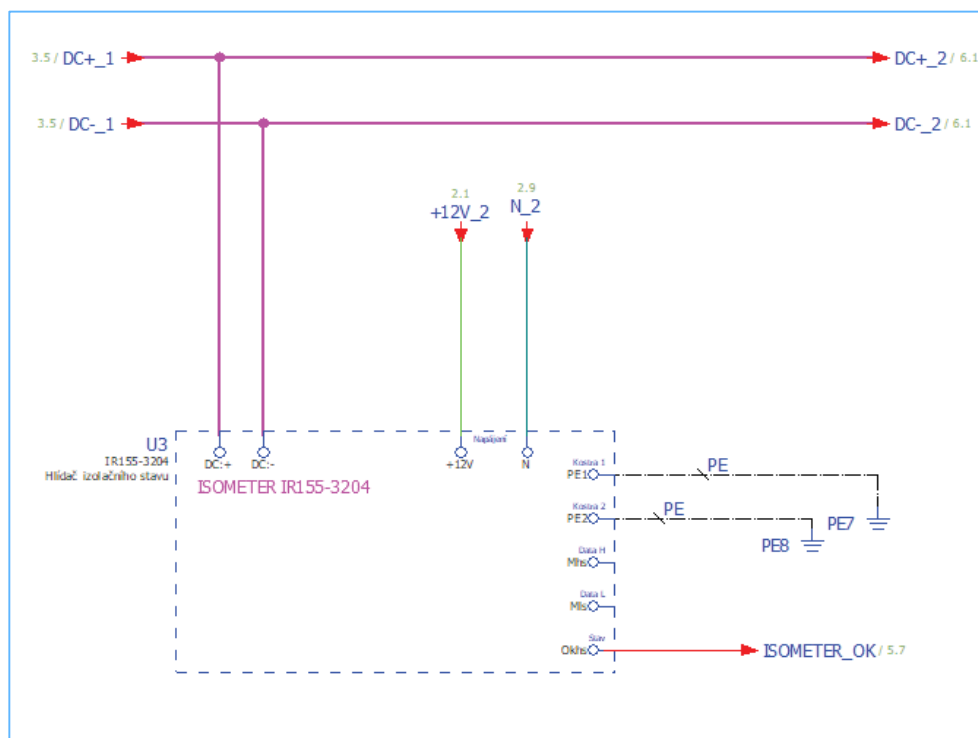 3.5 / DC+_1
DC+_2 / 6.1
3.5 / DC-_1
DC-_2 / 6.1
2.1
+12V_2
2.9
N_2
U3
IR155-3204
Hlídač izolačního stavu
DC:+
DC:-
Napájení
+12V
N
ISOMETER IR155-3204
Kostra 1
PE1
PE
PE7
Kostra 2
PE2
PE
PE8
Data H
Mhs
Data L
Mls
Stav
Okhs
ISOMETER_OK / 5.7